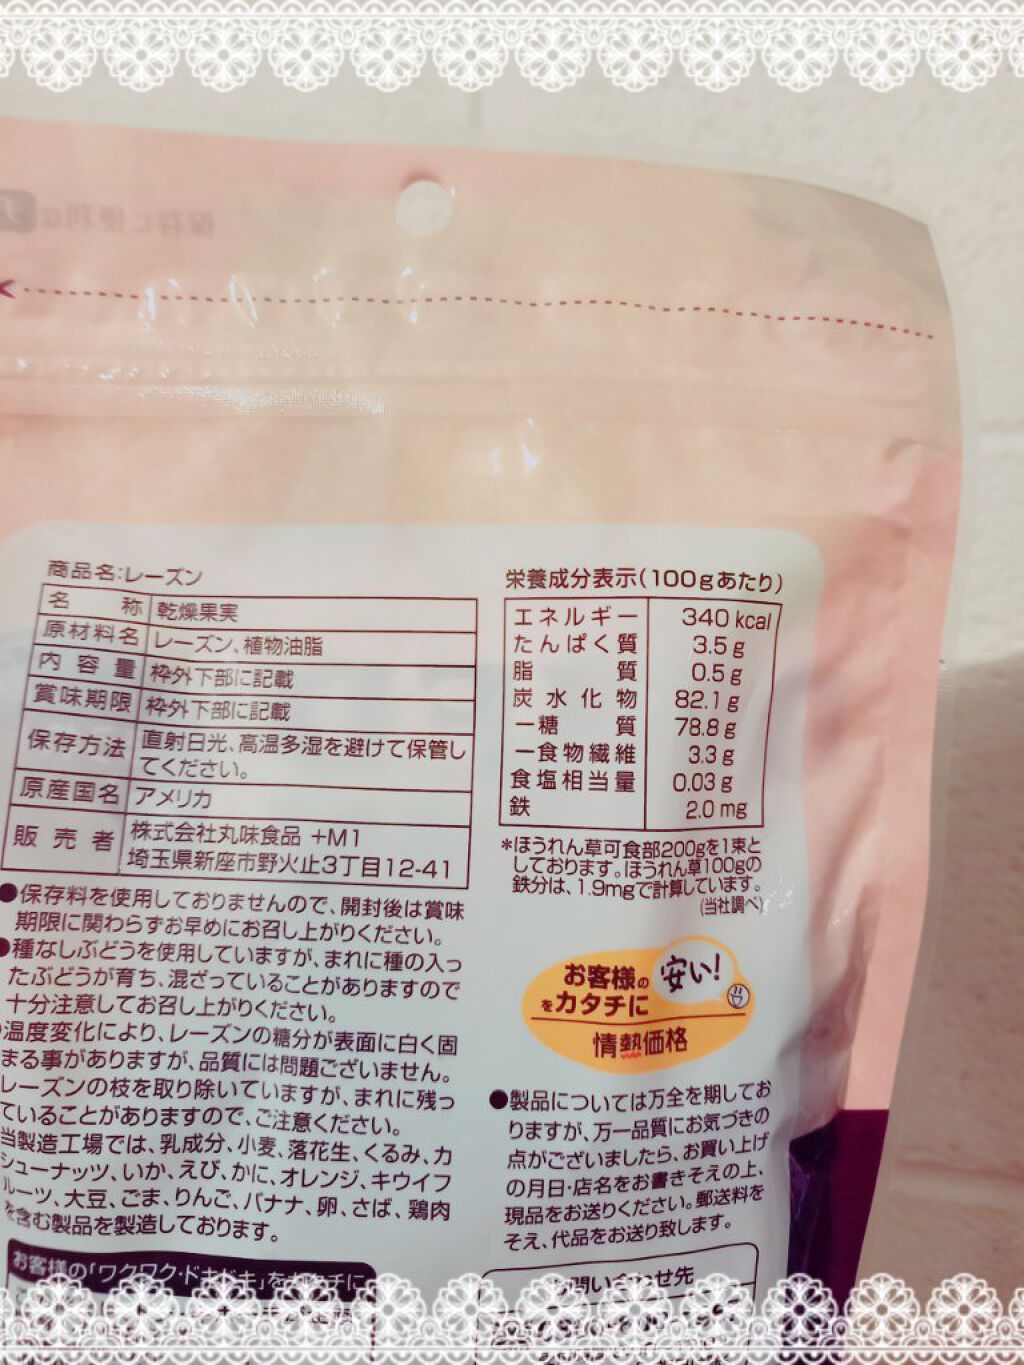 商品名:レーズン
名称 乾燥果実
原材料名 レーズン、植物油脂
内容量 枠外下部に記載
賞味期限 枠外下部に記載
保存方法 直射日光、高温多湿を避けて保管し
てください。
原産国名 アメリカ
販売者 株式会社丸味食品 +M1
埼玉県新座市野火止3丁目12-41
●保存料を使用しておりませんので、開封後は賞味
期限に関わらずお早めにお召し上がりください。
●種なしぶどうを使用していますが、まれに種の入っ
たぶどうが育ち、混ざっていることがありますので
十分注意してお召し上がりください。
●温度変化により、レーズンの糖分が表面に白く固
まる事がありますが、品質には問題ございません。
レーズンの枝を取り除いていますが、まれに残っ
ていることがありますので、ご注意ください。
当製造工場では、乳成分、小麦、落花生、くるみ、カ
シューナッツ、いか、えび、かに、オレンジ、キウイフ
ルーツ、大豆、ごま、りんご、バナナ、卵、さば、鶏肉
を含む製品を製造しております。
お客様の「ワクワク・ドキドキ」をカタチに
栄養成分表示(100gあたり)
エネルギー 340 kcal
たんぱく質 3.5g
脂質 0.5g
炭水化物 82.1g
ー糖質 78.8g
ー食物繊維 3.3g
食塩相当量 0.03g
鉄 2.0mg
*ほうれん草可食部200gを1束と
しております。ほうれん草100gの
鉄分は、1.9mgで計算しています。
(当社調べ)
お客様の安い!
をカタチに
情熱価格
●製品については万全を期してお
りますが、万一品質にお気づきの
点がございましたら、お買い上げ
の月日・店名をお書きそえの上、
現品をお送りください。郵送料を
そえ、代品をお送り致します。
お問い合わせ先